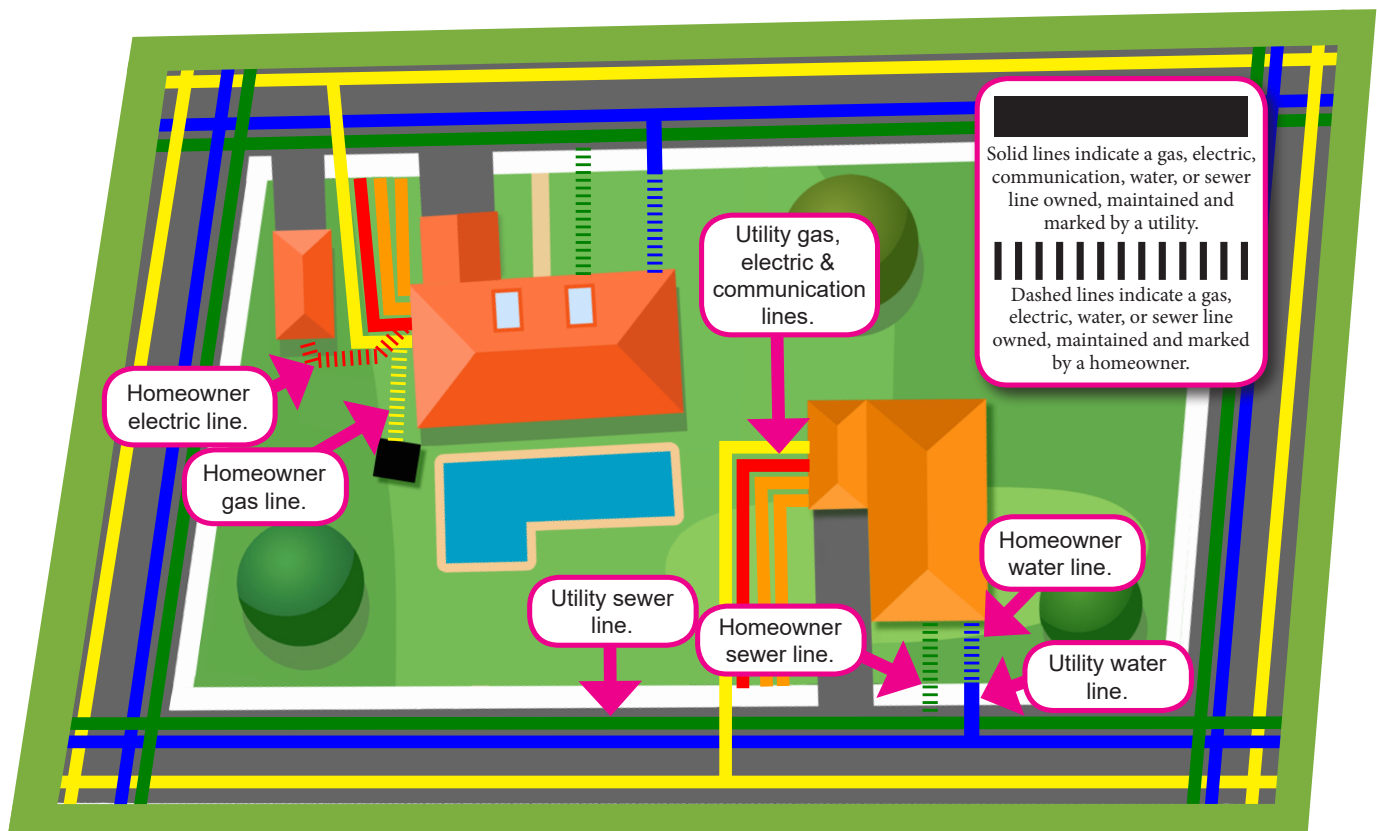 Solid lines indicate a gas, electric,
communication, water, or sewer
line owned, maintained and
marked by a utility.
Dashed lines indicate a gas,
electric, water, or sewer line
owned, maintained and marked
by a homeowner.
Utility gas,
electric &
communication
lines.
Homeowner
electric line.
Homeowner
gas line.
Homeowner
water line.
Utility sewer
line.
Homeowner
sewer line.
Utility water
line.